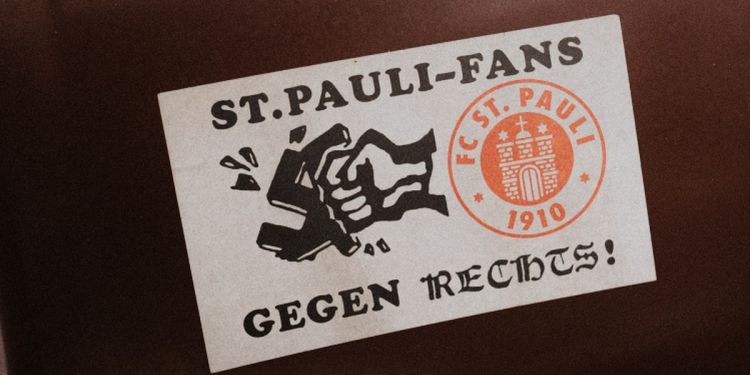 ST.PAULI-FANS
FC ST. PAULI
1910
GEGEN RECHTS!